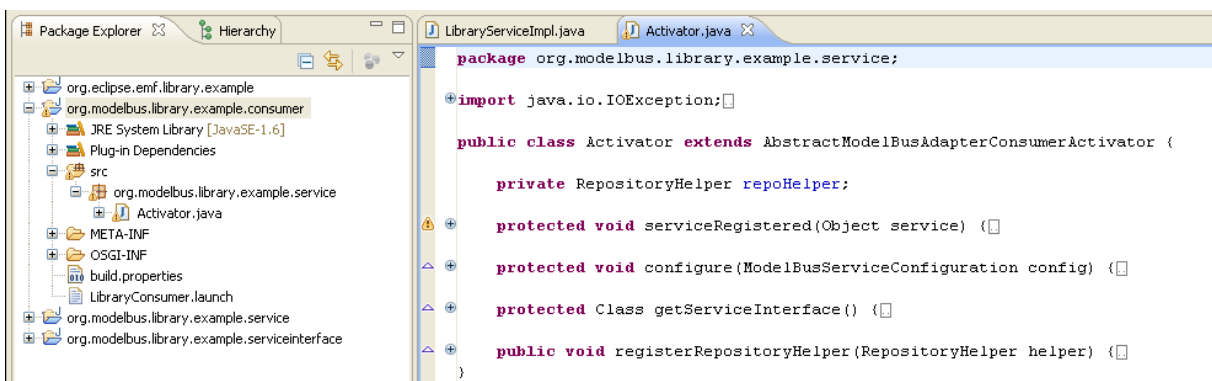 Package Explorer
Hierarchy
org.eclipse.emf.library.example
org.modelbus.library.example.consumer
JRE System Library [JavaSE-1.6]
Plug-in Dependencies
src
org.modelbus.library.example.service
Activator.java
META-INF
OSGI-INF
build.properties
LibraryConsumer.launch
org.modelbus.library.example.service
org.modelbus.library.example.serviceinterface
LibraryServiceImpl.java
Activator.java
package org.modelbus.library.example.service;
import java.io.IOException;
public class Activator extends AbstractModelBusAdapterConsumerActivator {
private RepositoryHelper repoHelper;
protected void serviceRegistered(Object service) {
protected void configure(ModelBusServiceConfiguration config) {
protected Class getServiceInterface() {
public void registerRepositoryHelper(RepositoryHelper helper) {
}